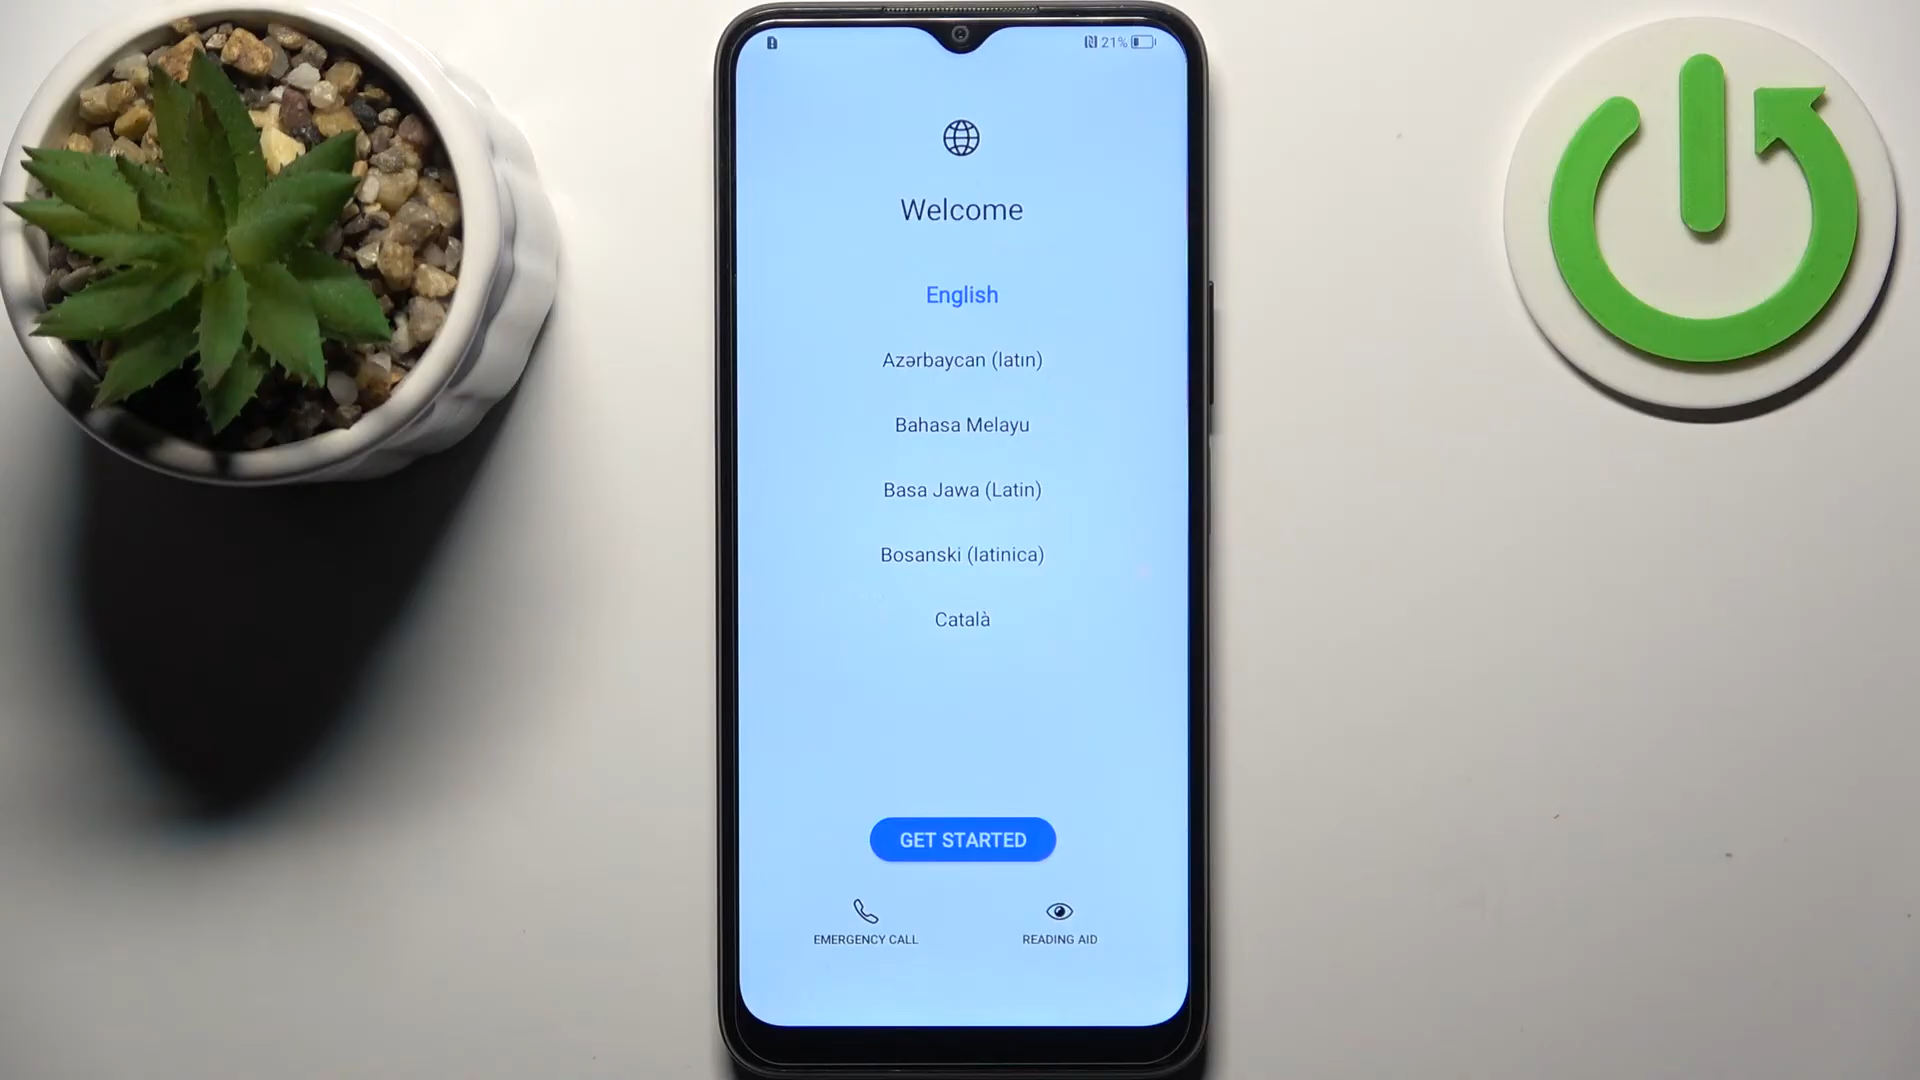 21%
Welcome
English
Azərbaycan (latın)
Bahasa Melayu
Basa Jawa (Latin)
Bosanski (latinica)
Català
GET STARTED
EMERGENCY CALL
READING AID